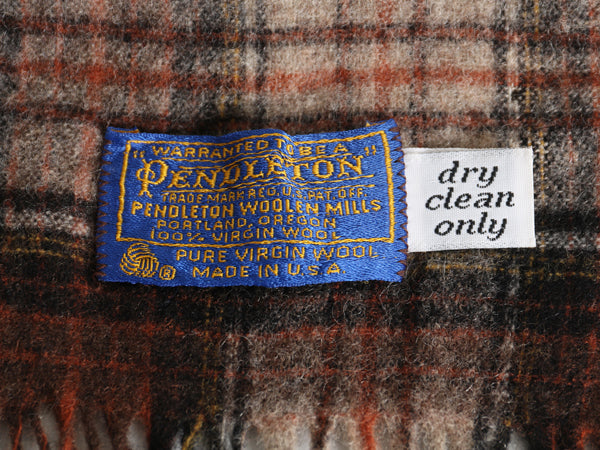 "WARRANTED TO BE A
PENDLETON"
TRADE MARK REG. U.S. PAT. OFF.
PENDLETON WOOLEN MILLS
PORTLAND, OREGON
100% VIRGIN WOOL
PURE VIRGIN WOOL
® MADE IN U.S.A.
dry
clean
only